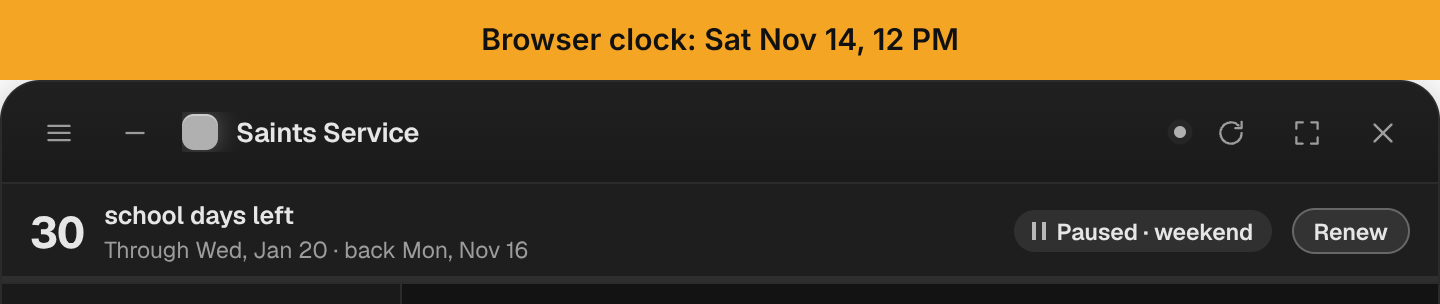 Browser clock: Sat Nov 14, 12 PM
Saints Service
30
school days left
Through Wed, Jan 20 · back Mon, Nov 16
Paused · weekend
Renew